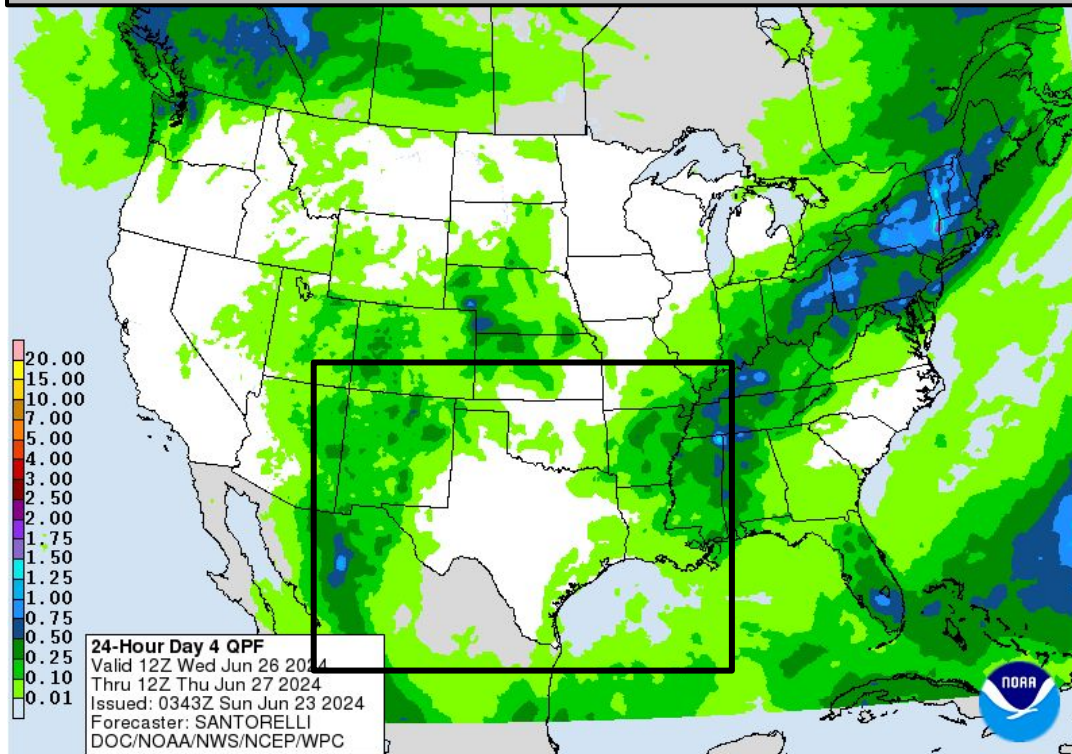 20.00
15.00
10.00
7.00
5.00
4.00
3.00
2.50
2.00
1.75
1.50
1.25
1.00
0.75
0.50
0.25
0.10
0.01
24-Hour Day 4 QPF
Valid 12Z Wed Jun 26 2024
Thru 12Z Thu Jun 27 2024
Issued: 0343Z Sun Jun 23 2024
Forecaster: SANTORELLI
DOC/NOAA/NWS/NCEP/WPC
NOAA